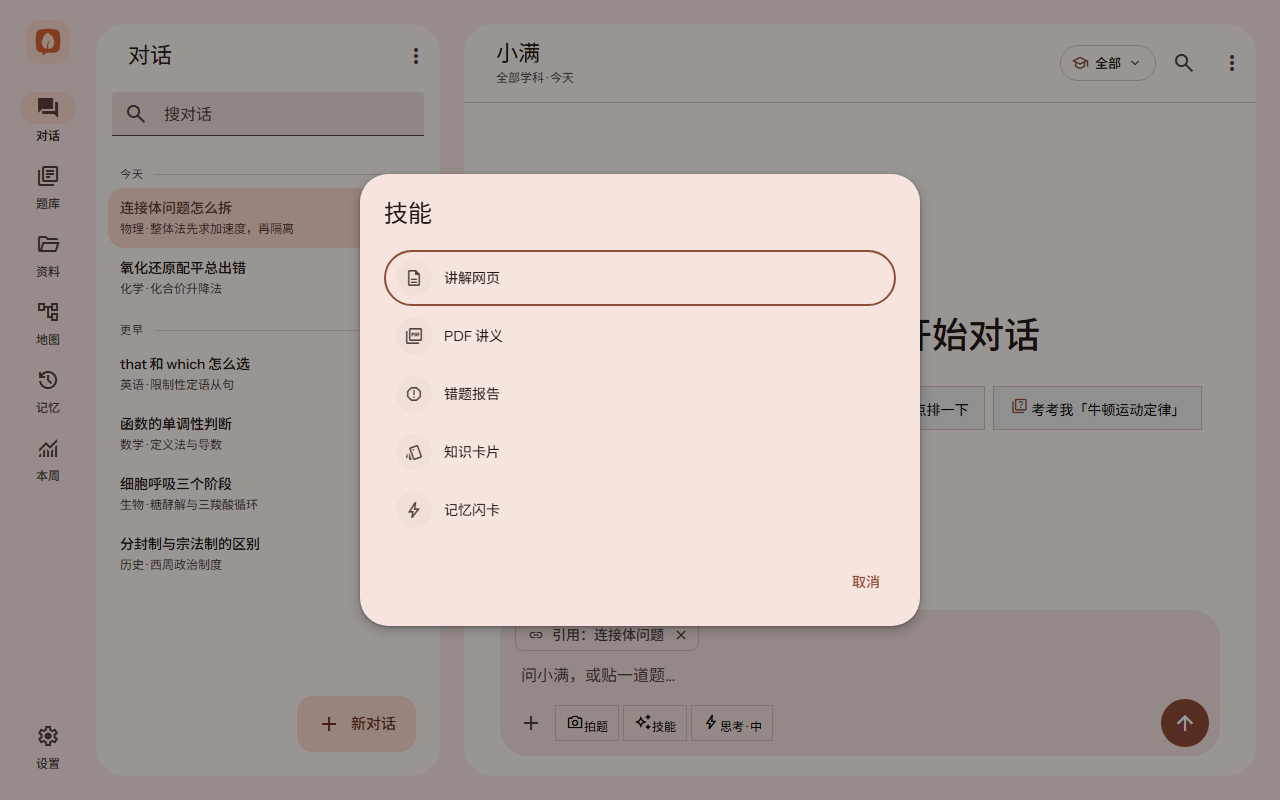 对话
题库
资料
地图
记忆
本周
设置
对话
搜对话
今天
连接体问题怎么拆
物理·整体法先求加速度，再隔离
氧化还原配平总出错
化学·化合价升降法
更早
that 和 which 怎么选
英语·限制性定语从句
函数的单调性判断
数学·定义法与导数
细胞呼吸三个阶段
生物·糖酵解与三羧酸循环
分封制与宗法制的区别
历史·西周政治制度
新对话
小满
全部学科·今天
全部
开始对话
点排一下
考考我「牛顿运动定律」
技能
讲解网页
PDF 讲义
错题报告
知识卡片
记忆闪卡
取消
引用：连接体问题
问小满，或贴一道题…
拍题
技能
思考·中